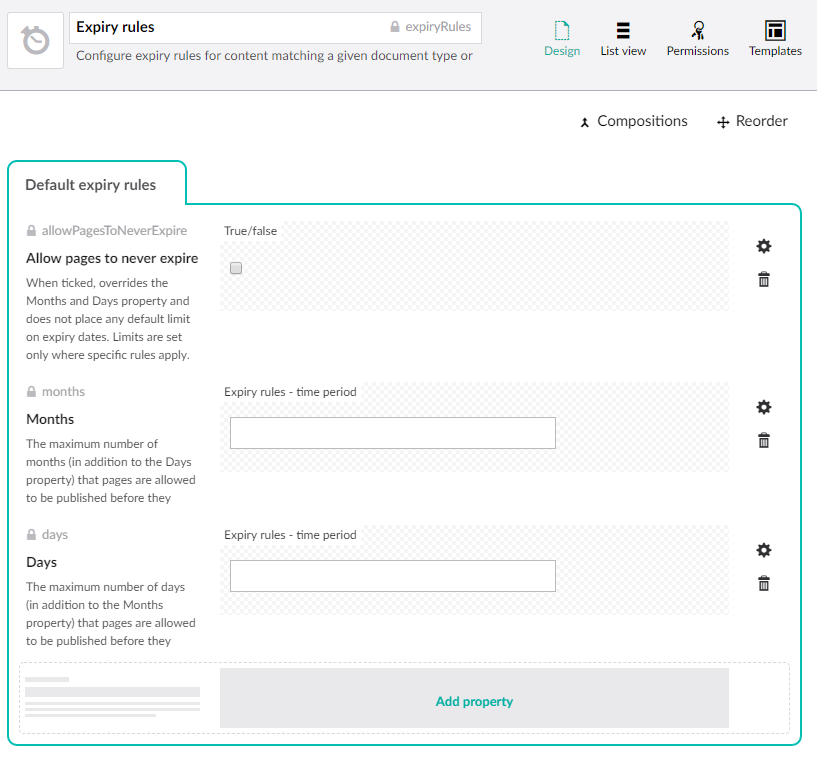 Expiry rules
expiryRules
Configure expiry rules for content matching a given document type or
Design
List view
Permissions
Templates
Compositions
Reorder
Default expiry rules
allowPagesToNeverExpire
True/false
Allow pages to never expire
When ticked, overrides the
Months and Days property and
does not place any default limit
on expiry dates. Limits are set
only where specific rules apply.
months
Expiry rules - time period
Months
The maximum number of
months (in addition to the Days
property) that pages are allowed
to be published before they
days
Expiry rules - time period
Days
The maximum number of days
(in addition to the Months
property) that pages are allowed
to be published before they
Add property